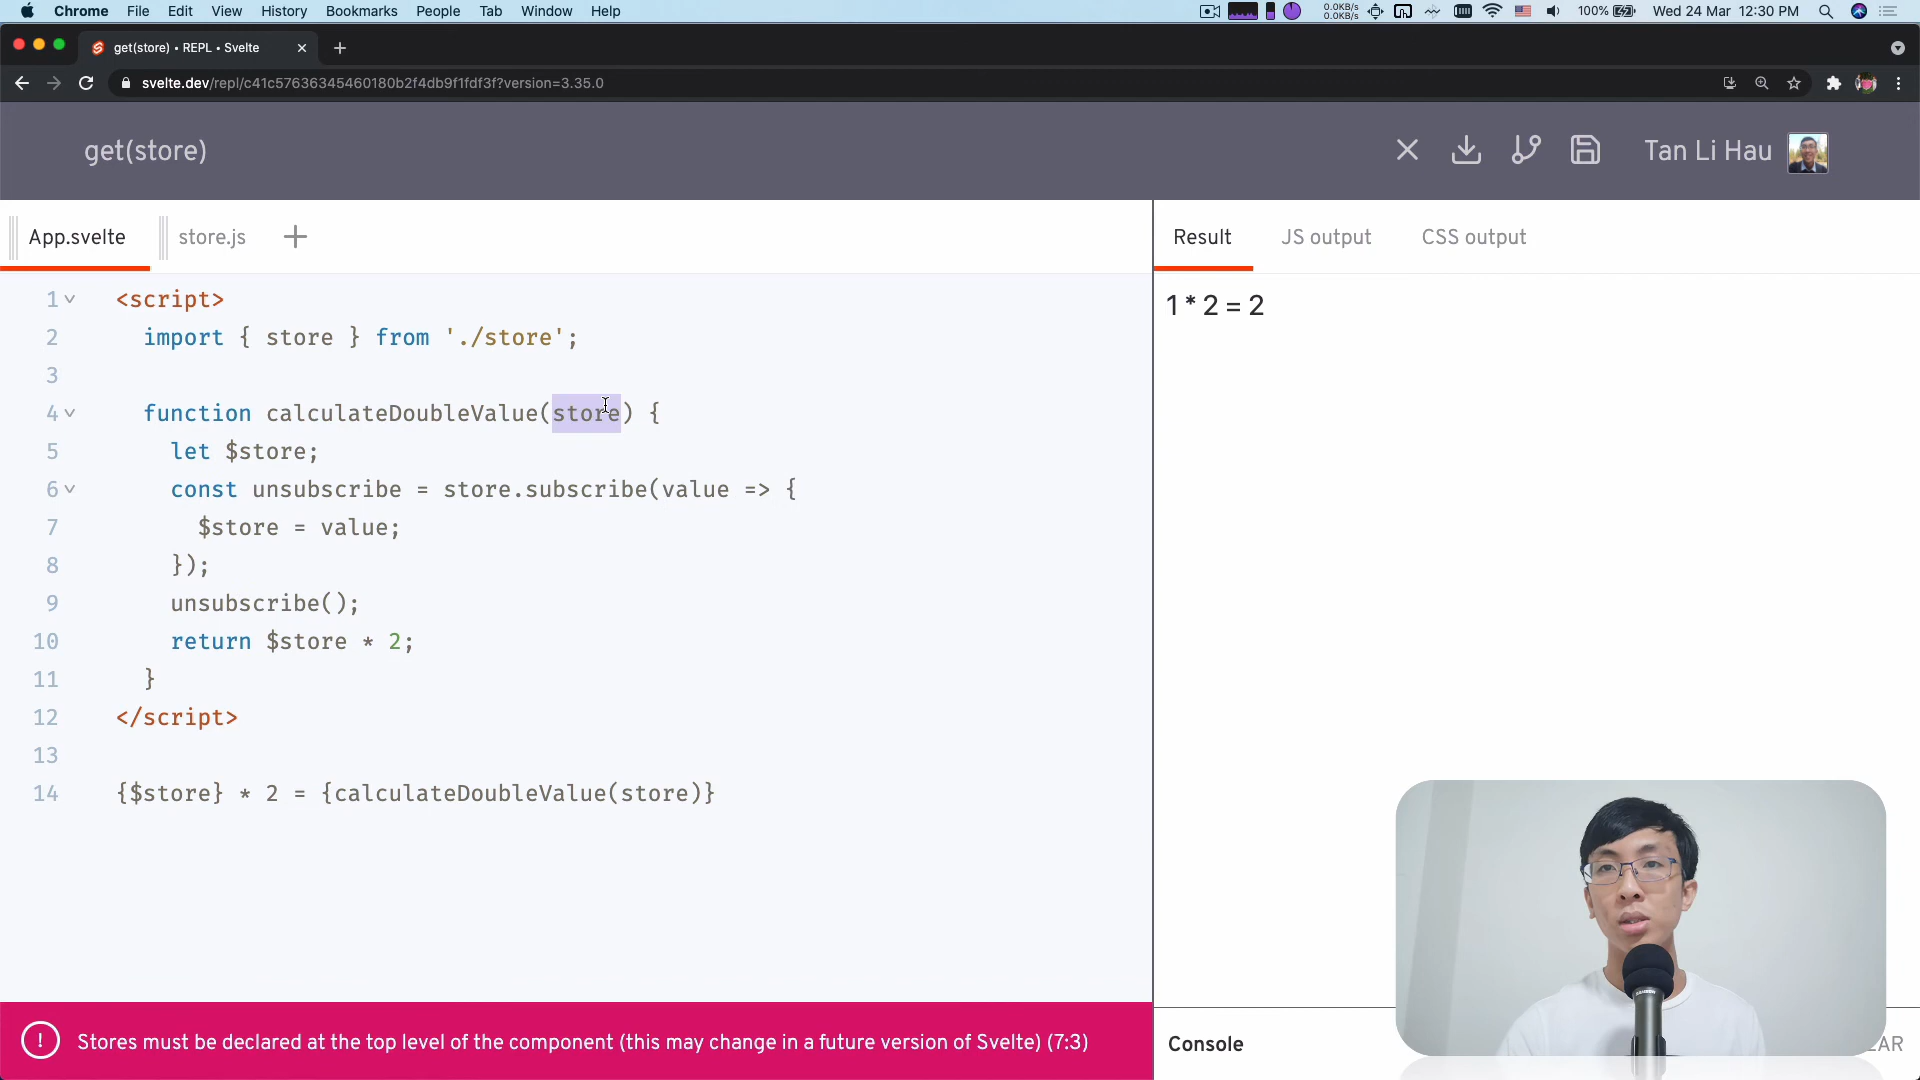 Chrome File Edit View History Bookmarks People Tab Window Help 0.0KB/s 0.0KB/s 100% Wed 24 Mar 12:30 PM
get(store) • REPL • Svelte
svelte.dev/repl/c41c57636345460180b2f4db9f1fdf3f?version=3.35.0
get(store) Tan Li Hau
App.svelte store.js
Result JS output CSS output
1 <script>
2 import { store } from './store';
3
4 function calculateDoubleValue(store) {
5 let $store;
6 const unsubscribe = store.subscribe(value => {
7 $store = value;
8 });
9 unsubscribe();
10 return $store * 2;
11 }
12 </script>
13
14 {$store} * 2 = {calculateDoubleValue(store)}
1 * 2 = 2
! Stores must be declared at the top level of the component (this may change in a future version of Svelte) (7:3)
Console